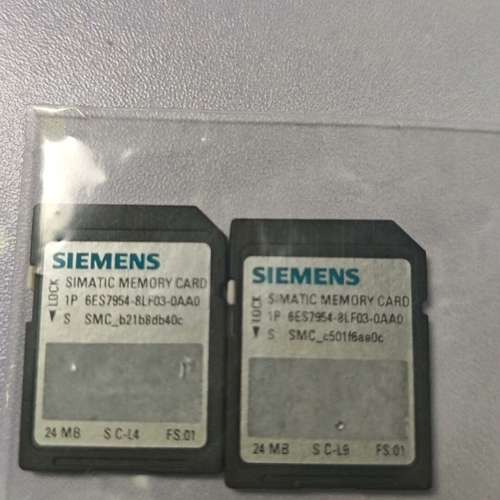 SIEMENS
LOCK
SIMATIC MEMORY CARD
1P 6ES7954-8LF03-0AA0
S SMC_b21b8db40c
24 MB S C-L4 FS:01
SIEMENS
LOCK
SIMATIC MEMORY CARD
1P 6ES7954-8LF03-0AA0
S SMC_c501f6ae0c
24 MB S C-L9 FS:01